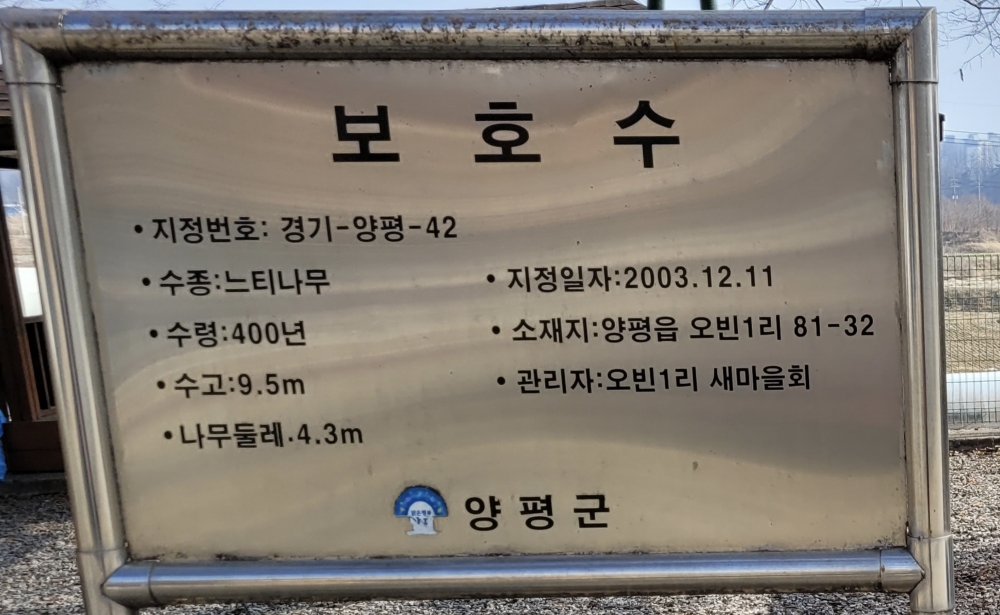 보 호 수
• 지정번호: 경기-양평-42
• 수종:느티나무
• 지정일자:2003.12.11
• 수령:400년
• 소재지:양평읍 오빈1리 81-32
• 수고:9.5m
• 관리자:오빈1리 새마을회
• 나무둘레.4.3m
양평군